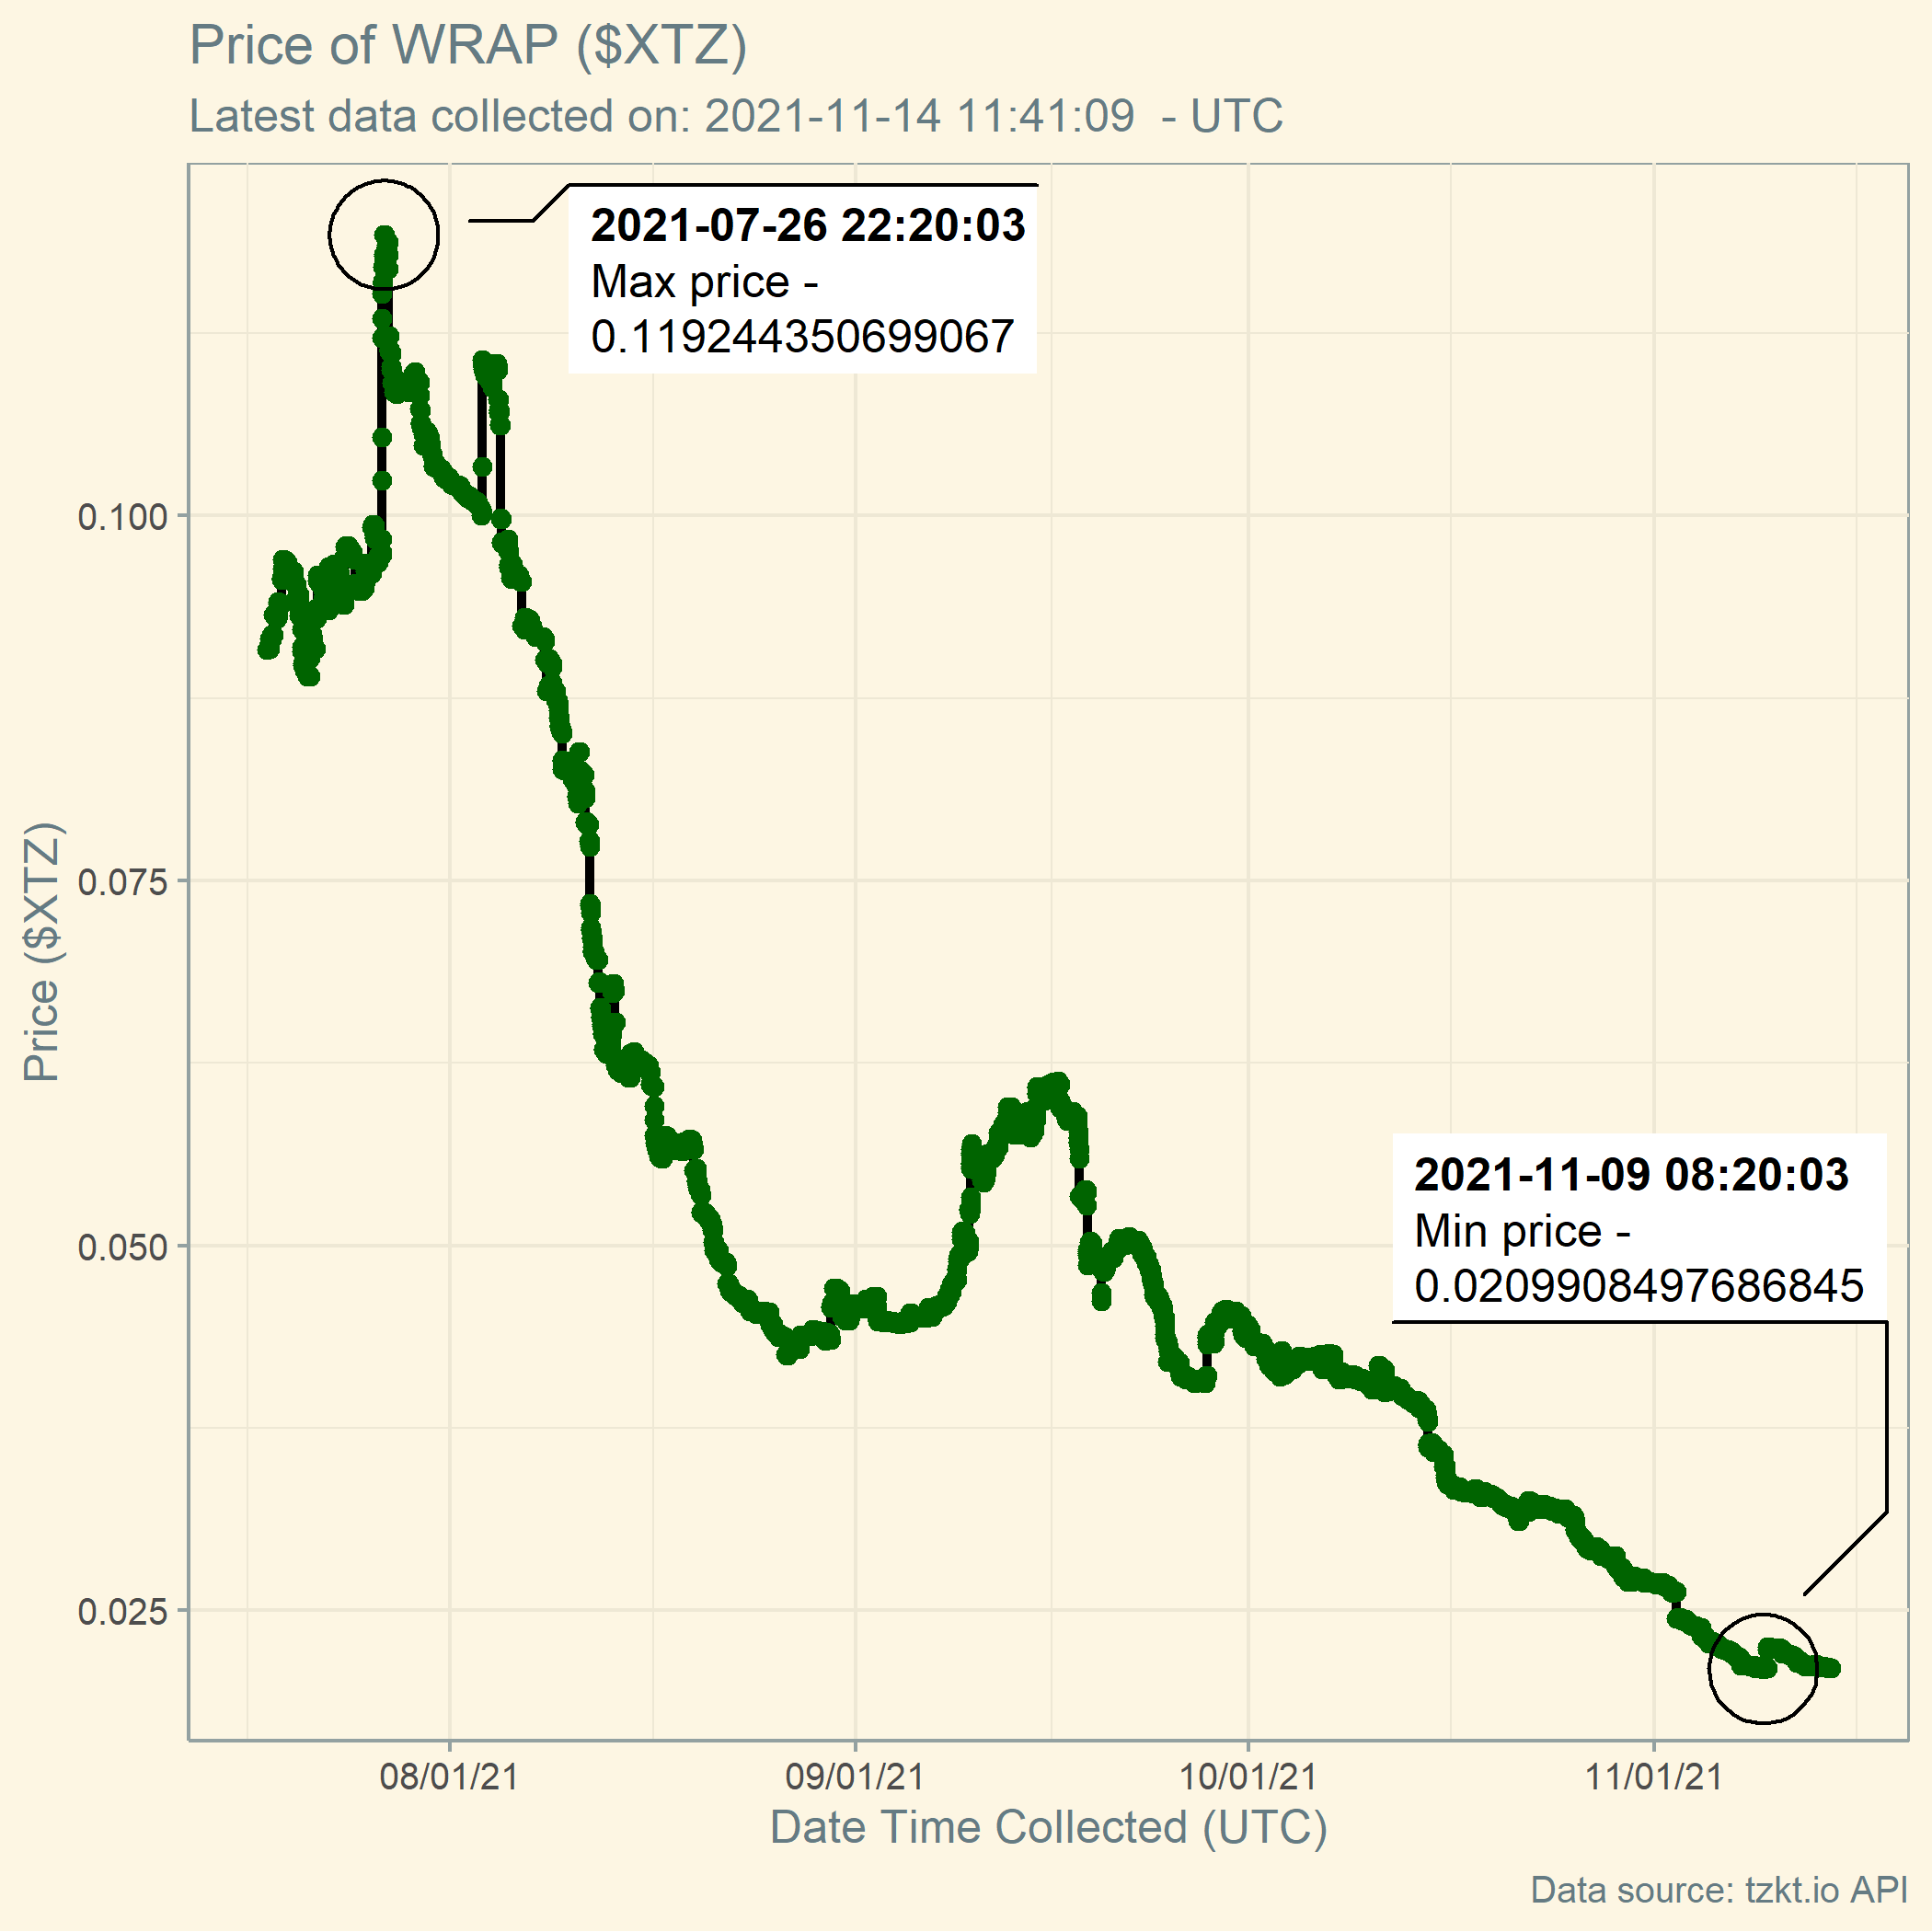 Price of WRAP ($XTZ)
Latest data collected on: 2021-11-14 11:41:09  - UTC
2021-07-26 22:20:03
Max price -
0.119244350699067
0.100
0.075
0.050
0.025
Price ($XTZ)
2021-11-09 08:20:03
Min price -
0.0209908497686845
08/01/21
09/01/21
10/01/21
11/01/21
Date Time Collected (UTC)
Data source: tzkt.io API